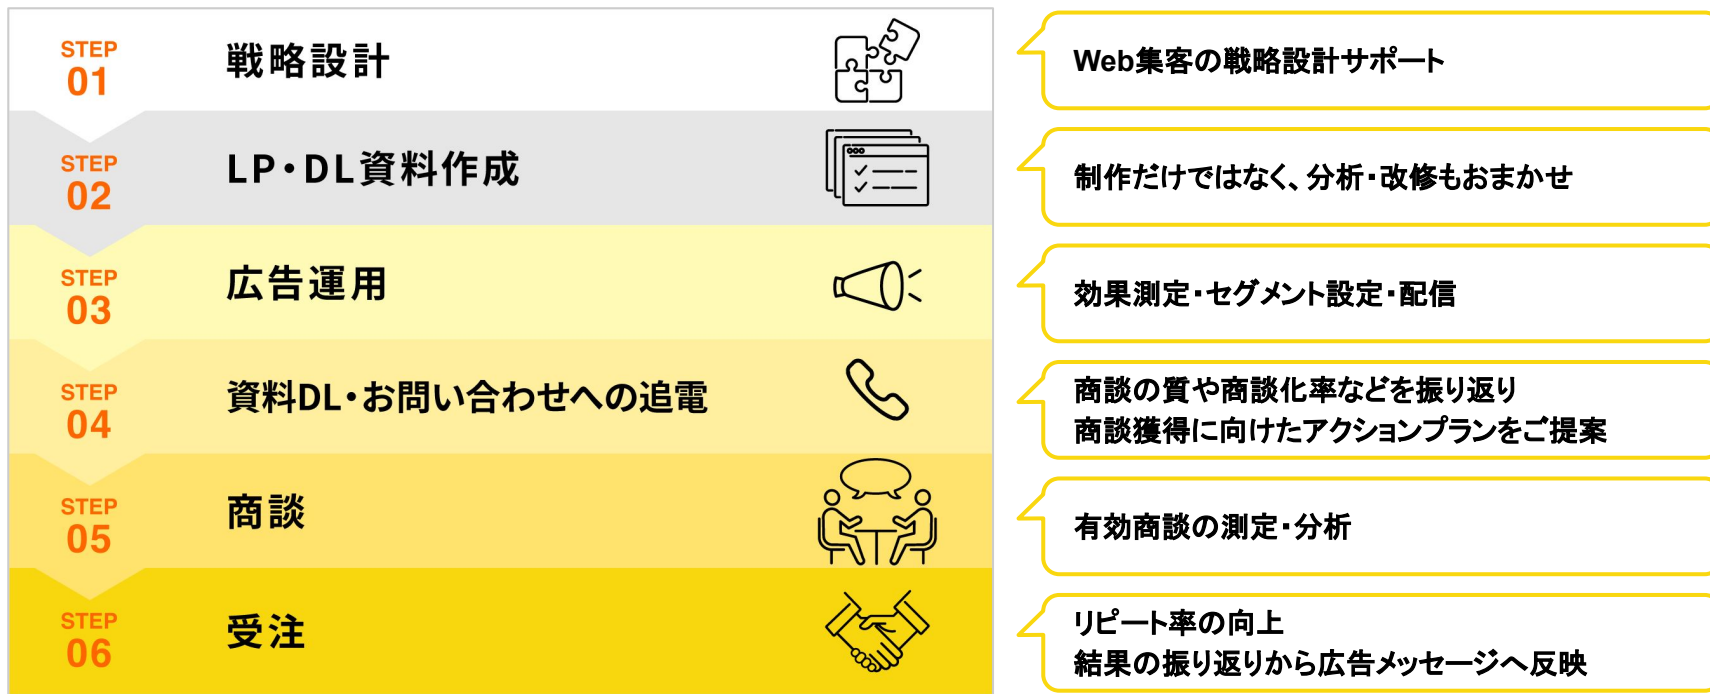 STEP
01
戦略設計
Web集客の戦略設計サポート
STEP
02
LP・DL資料作成
制作だけではなく、分析・改修もおまかせ
STEP
03
広告運用
効果測定・セグメント設定・配信
STEP
04
資料DL・お問い合わせへの追電
商談の質や商談化率などを振り返り
商談獲得に向けたアクションプランをご提案
STEP
05
商談
有効商談の測定・分析
STEP
06
受注
リピート率の向上
結果の振り返りから広告メッセージへ反映